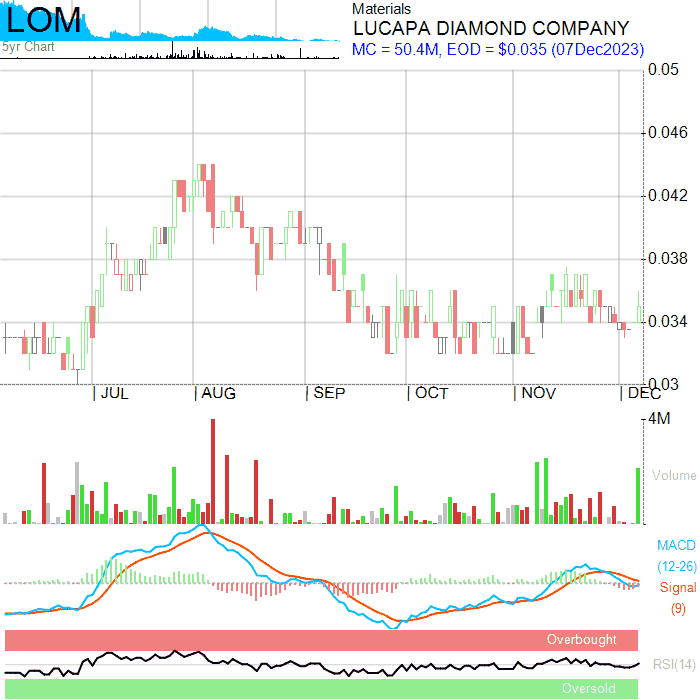 LOM
5yr Chart
Materials
LUCAPA DIAMOND COMPANY
MC = 50.4M, EOD = $0.035 (07Dec2023)
0.05
0.046
0.042
0.038
0.034
0.03
JUL AUG SEP OCT NOV DEC
4M
Volume
MACD
(12-26)
Signal
(9)
Overbought
RSI(14)
Oversold